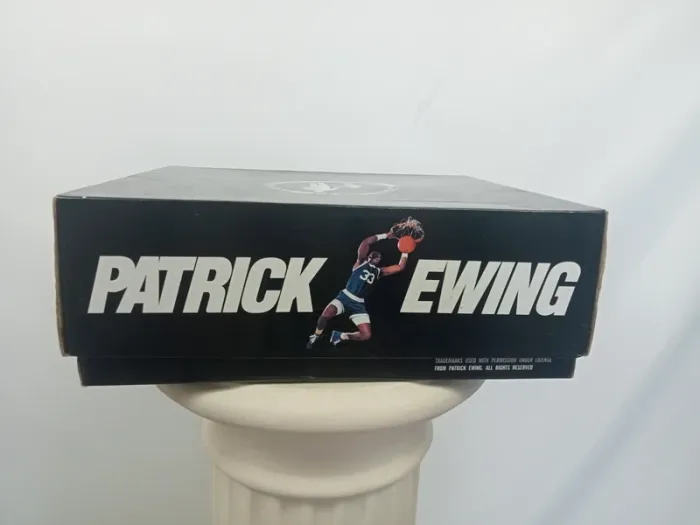 PATRICK EWING
33
TRADEMARKS USED WITH PERMISSION UNDER LICENSE
FROM PATRICK EWING. ALL RIGHTS RESERVED